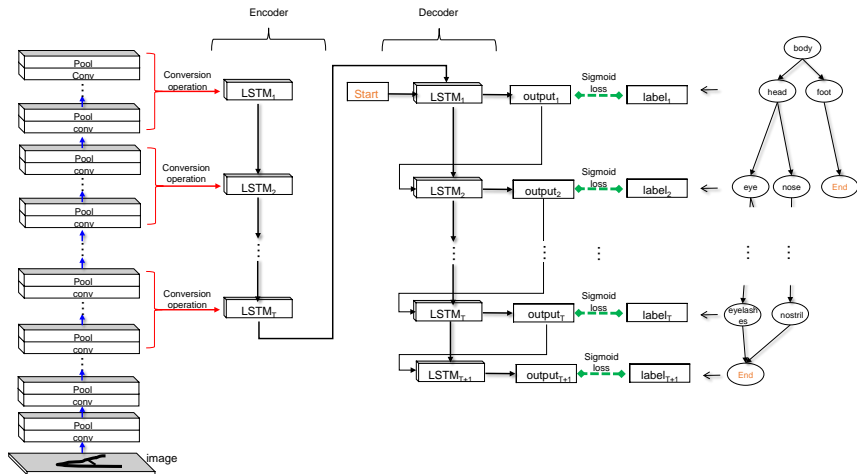 Encoder
Decoder
Pool
Conv
Pool
conv
Conversion
operation
LSTM1
Start
LSTM1
output1
Sigmoid
loss
label1
body
head
foot
Pool
conv
Pool
conv
Conversion
operation
LSTM2
LSTM2
output2
Sigmoid
loss
label2
eye
nose
End
Pool
conv
Pool
conv
Conversion
operation
LSTMT
LSTMT
outputT
Sigmoid
loss
labelT
eyelash
es
nostril
LSTMT+1
outputT+1
Sigmoid
loss
labelT+1
End
Pool
conv
Pool
conv
image